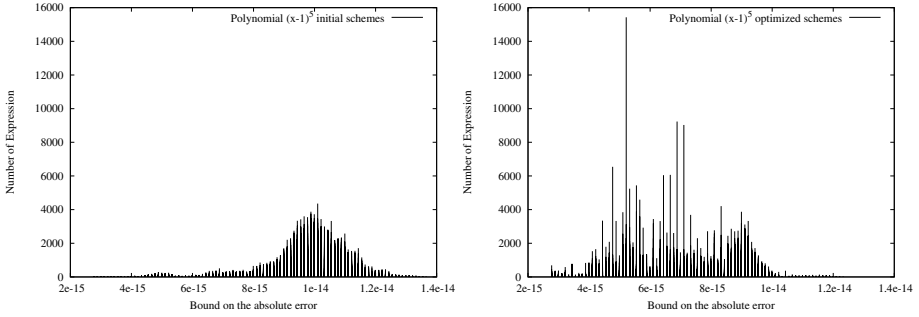 16000
14000
12000
10000
8000
6000
4000
2000
0
2e-15
4e-15
6e-15
8e-15
1e-14
1.2e-14
1.4e-14
Number of Expression
Bound on the absolute error
Polynomial (x-1)^5 initial schemes
16000
14000
12000
10000
8000
6000
4000
2000
0
2e-15
4e-15
6e-15
8e-15
1e-14
1.2e-14
1.4e-14
Number of Expression
Bound on the absolute error
Polynomial (x-1)^5 optimized schemes